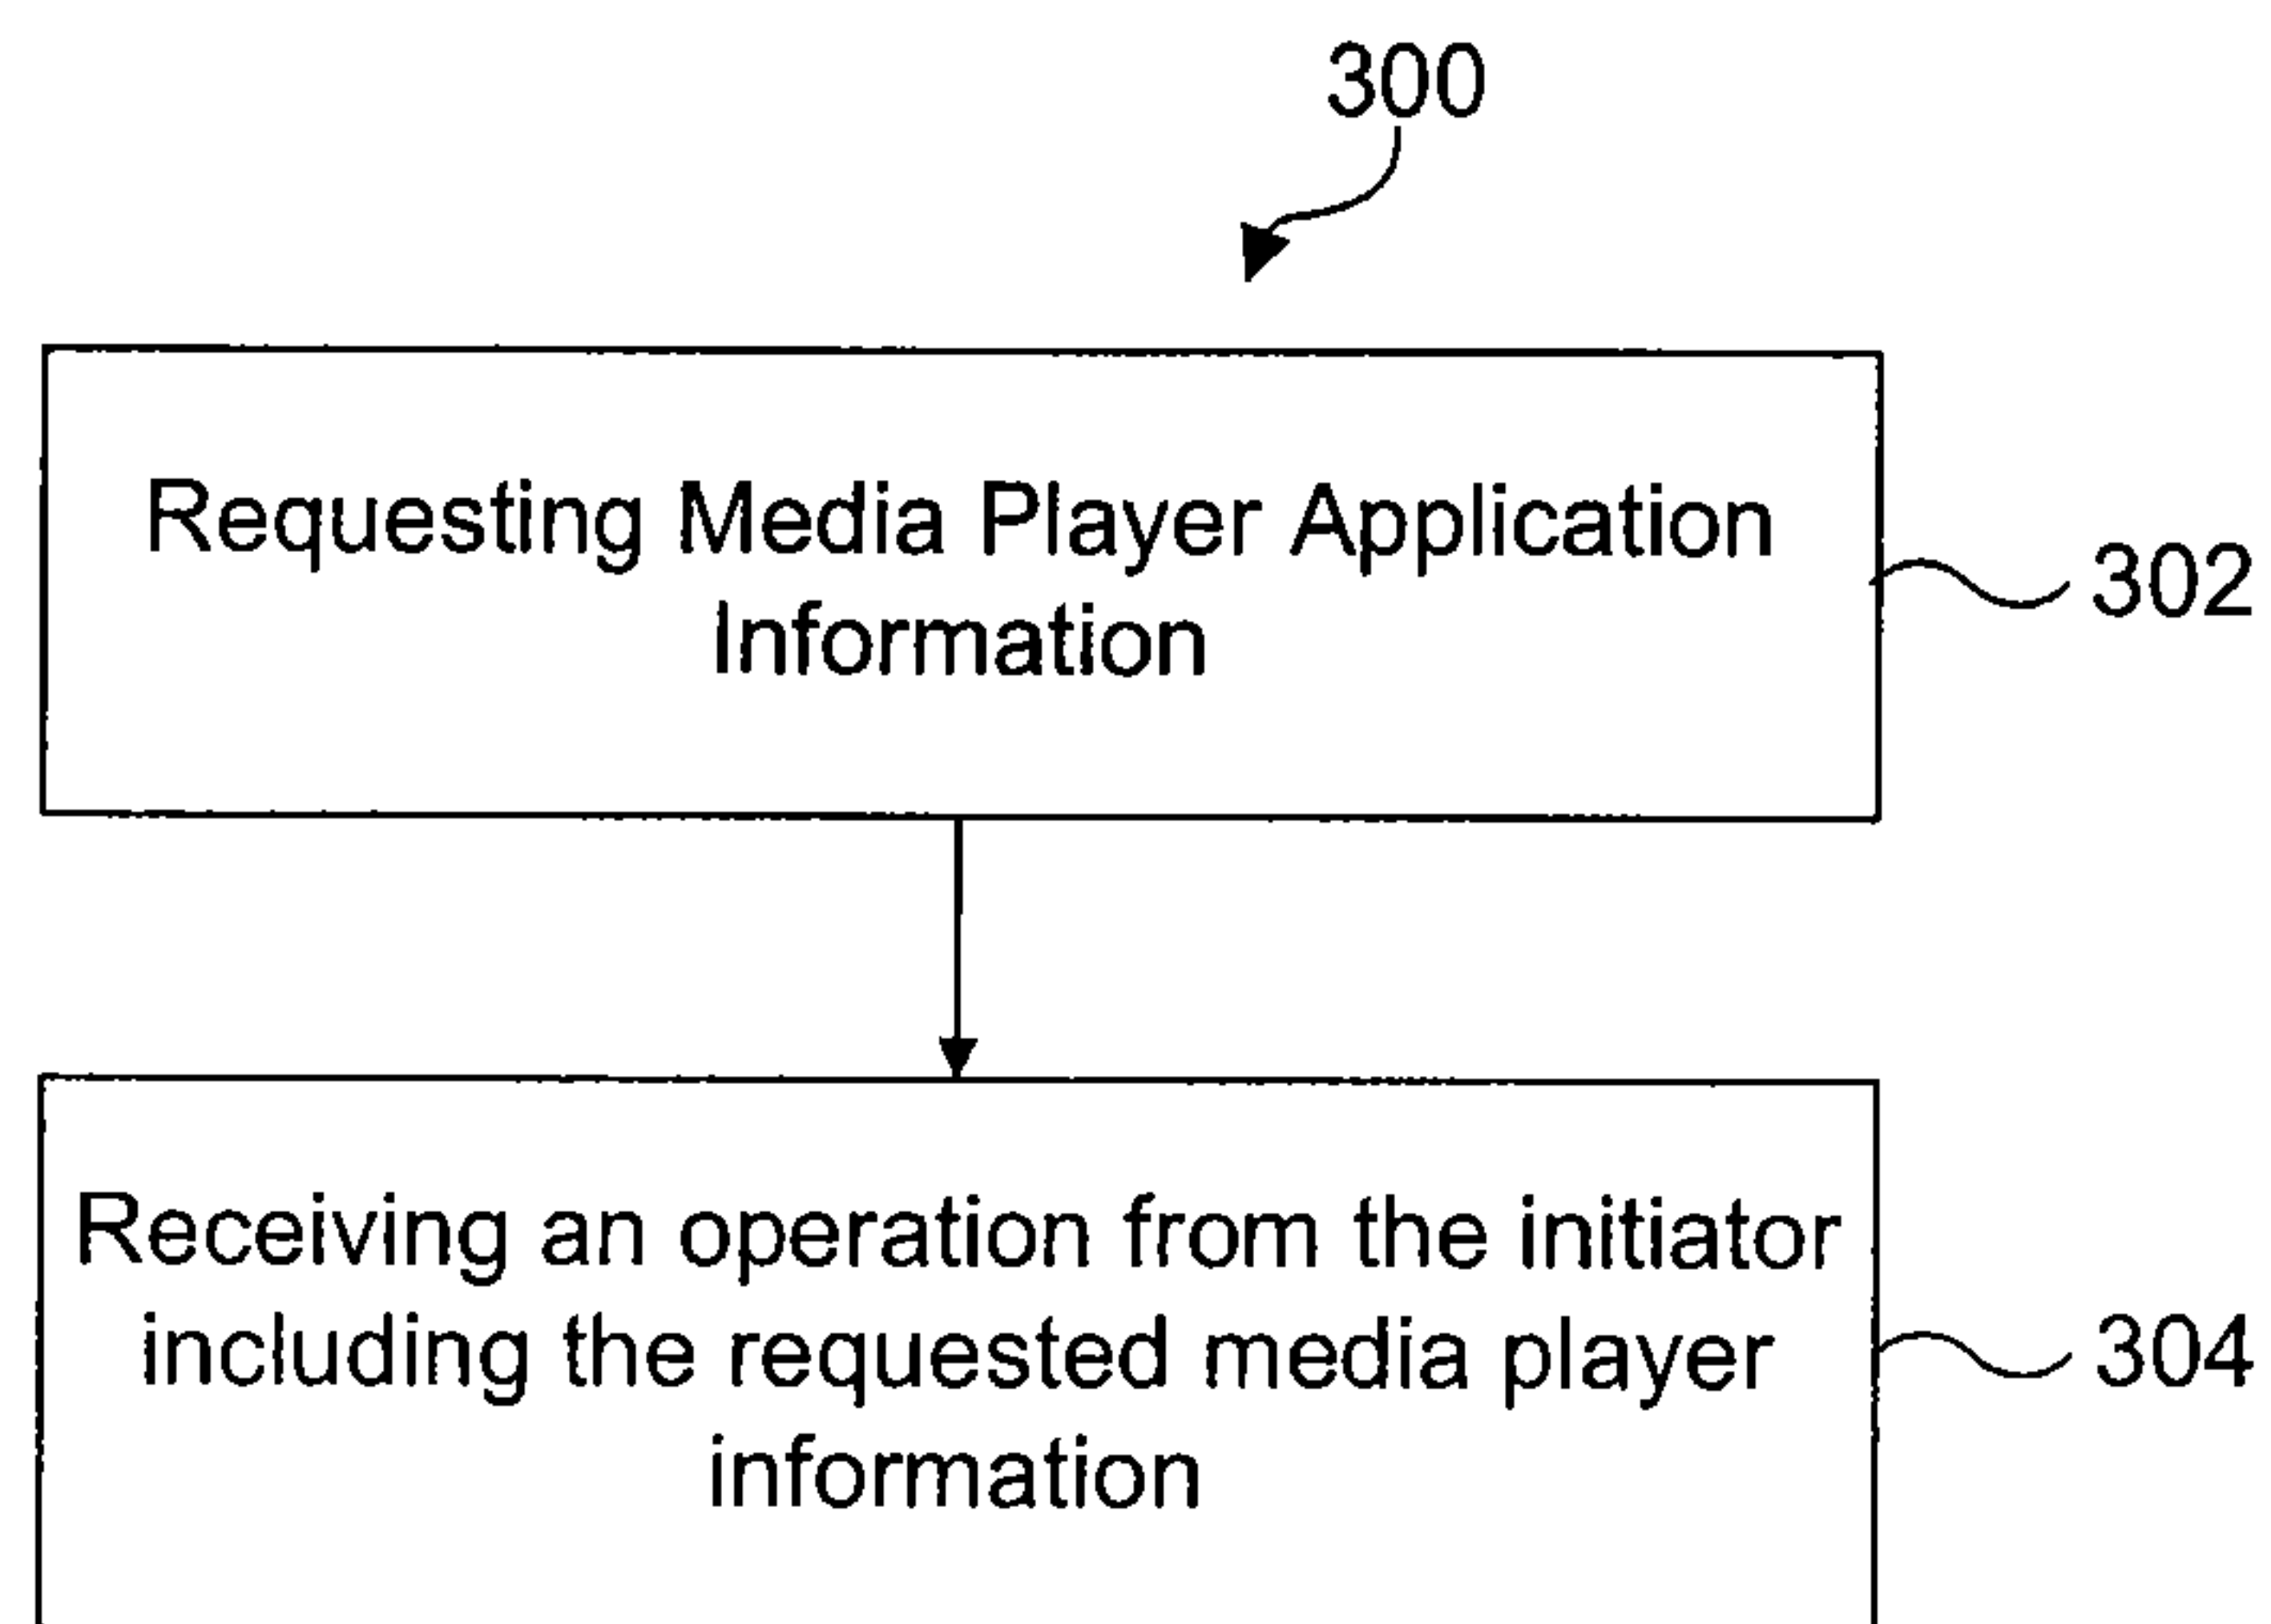 300
Requesting Media Player Application
Information
302
Receiving an operation from the initiator
including the requested media player
information
304